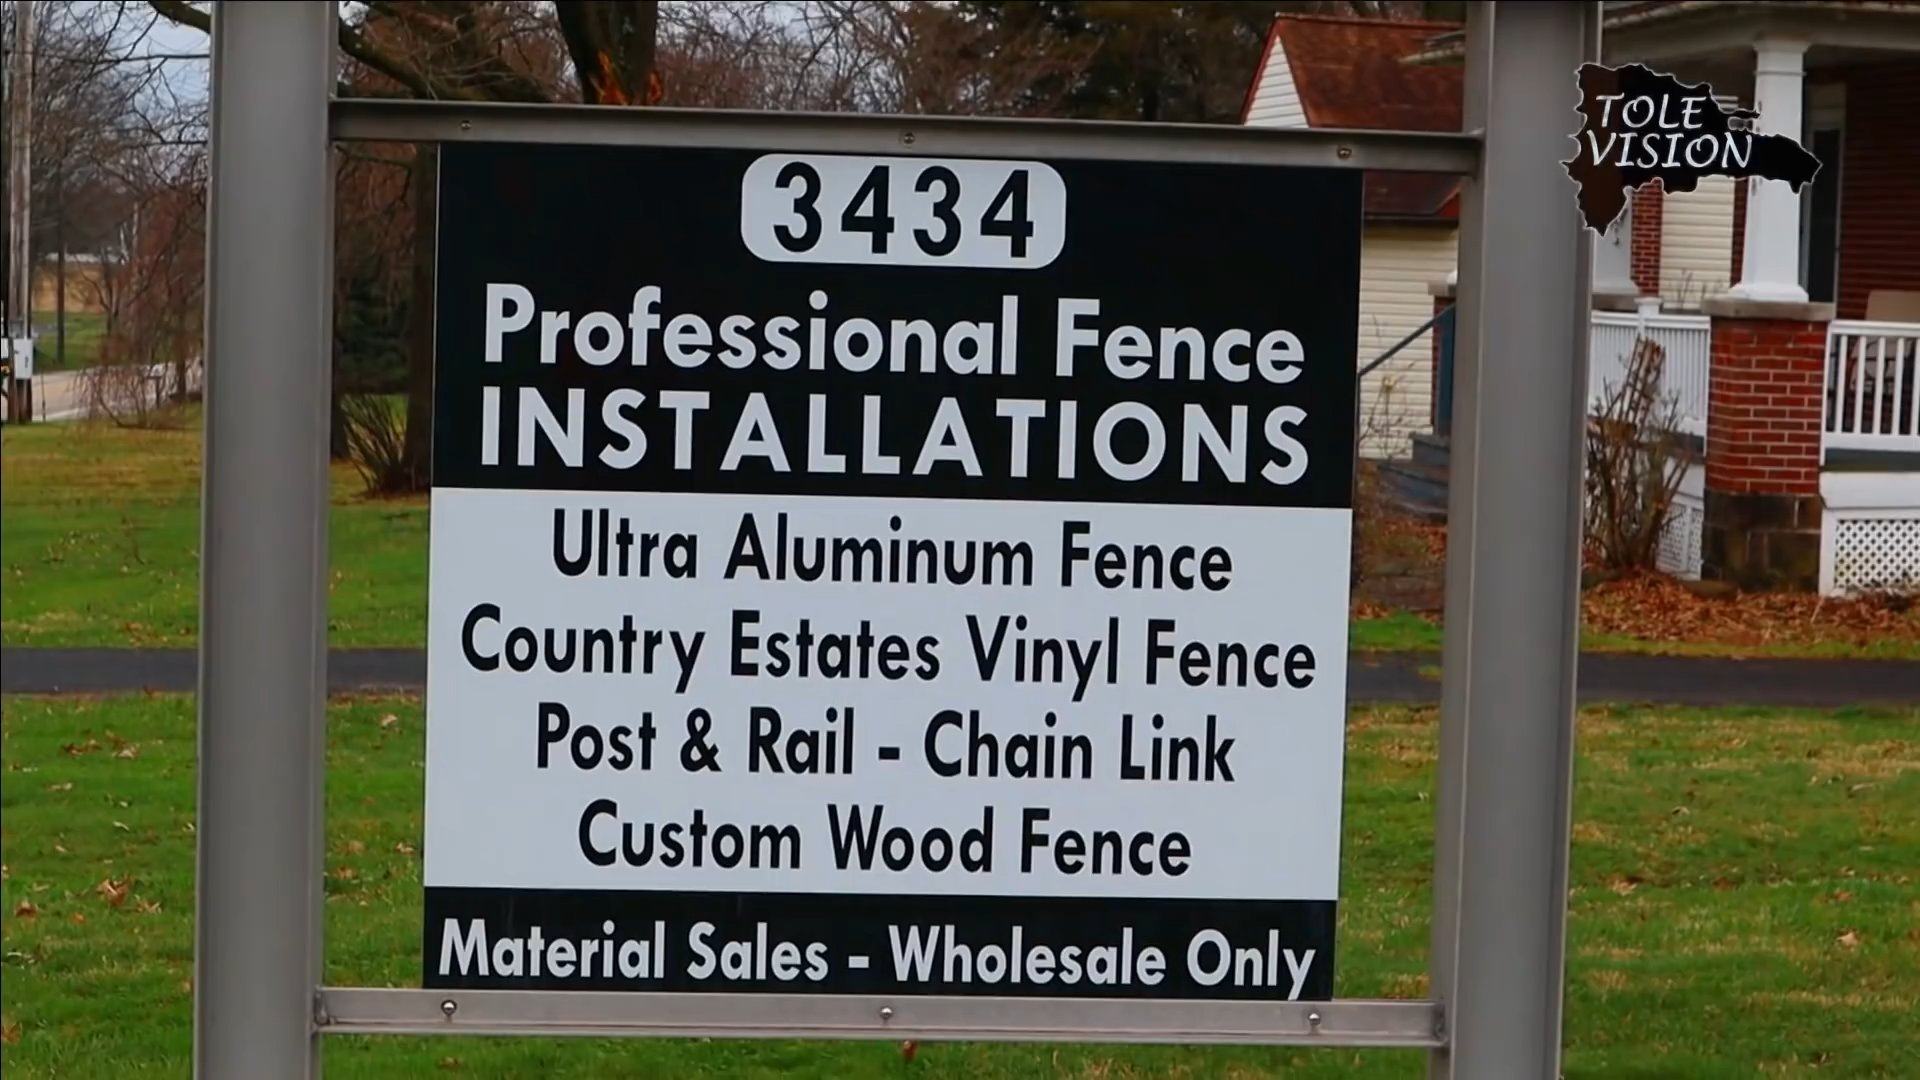 3434
Professional Fence
INSTALLATIONS
Ultra Aluminum Fence
Country Estates Vinyl Fence
Post & Rail - Chain Link
Custom Wood Fence
Material Sales - Wholesale Only
TOLE
VISION